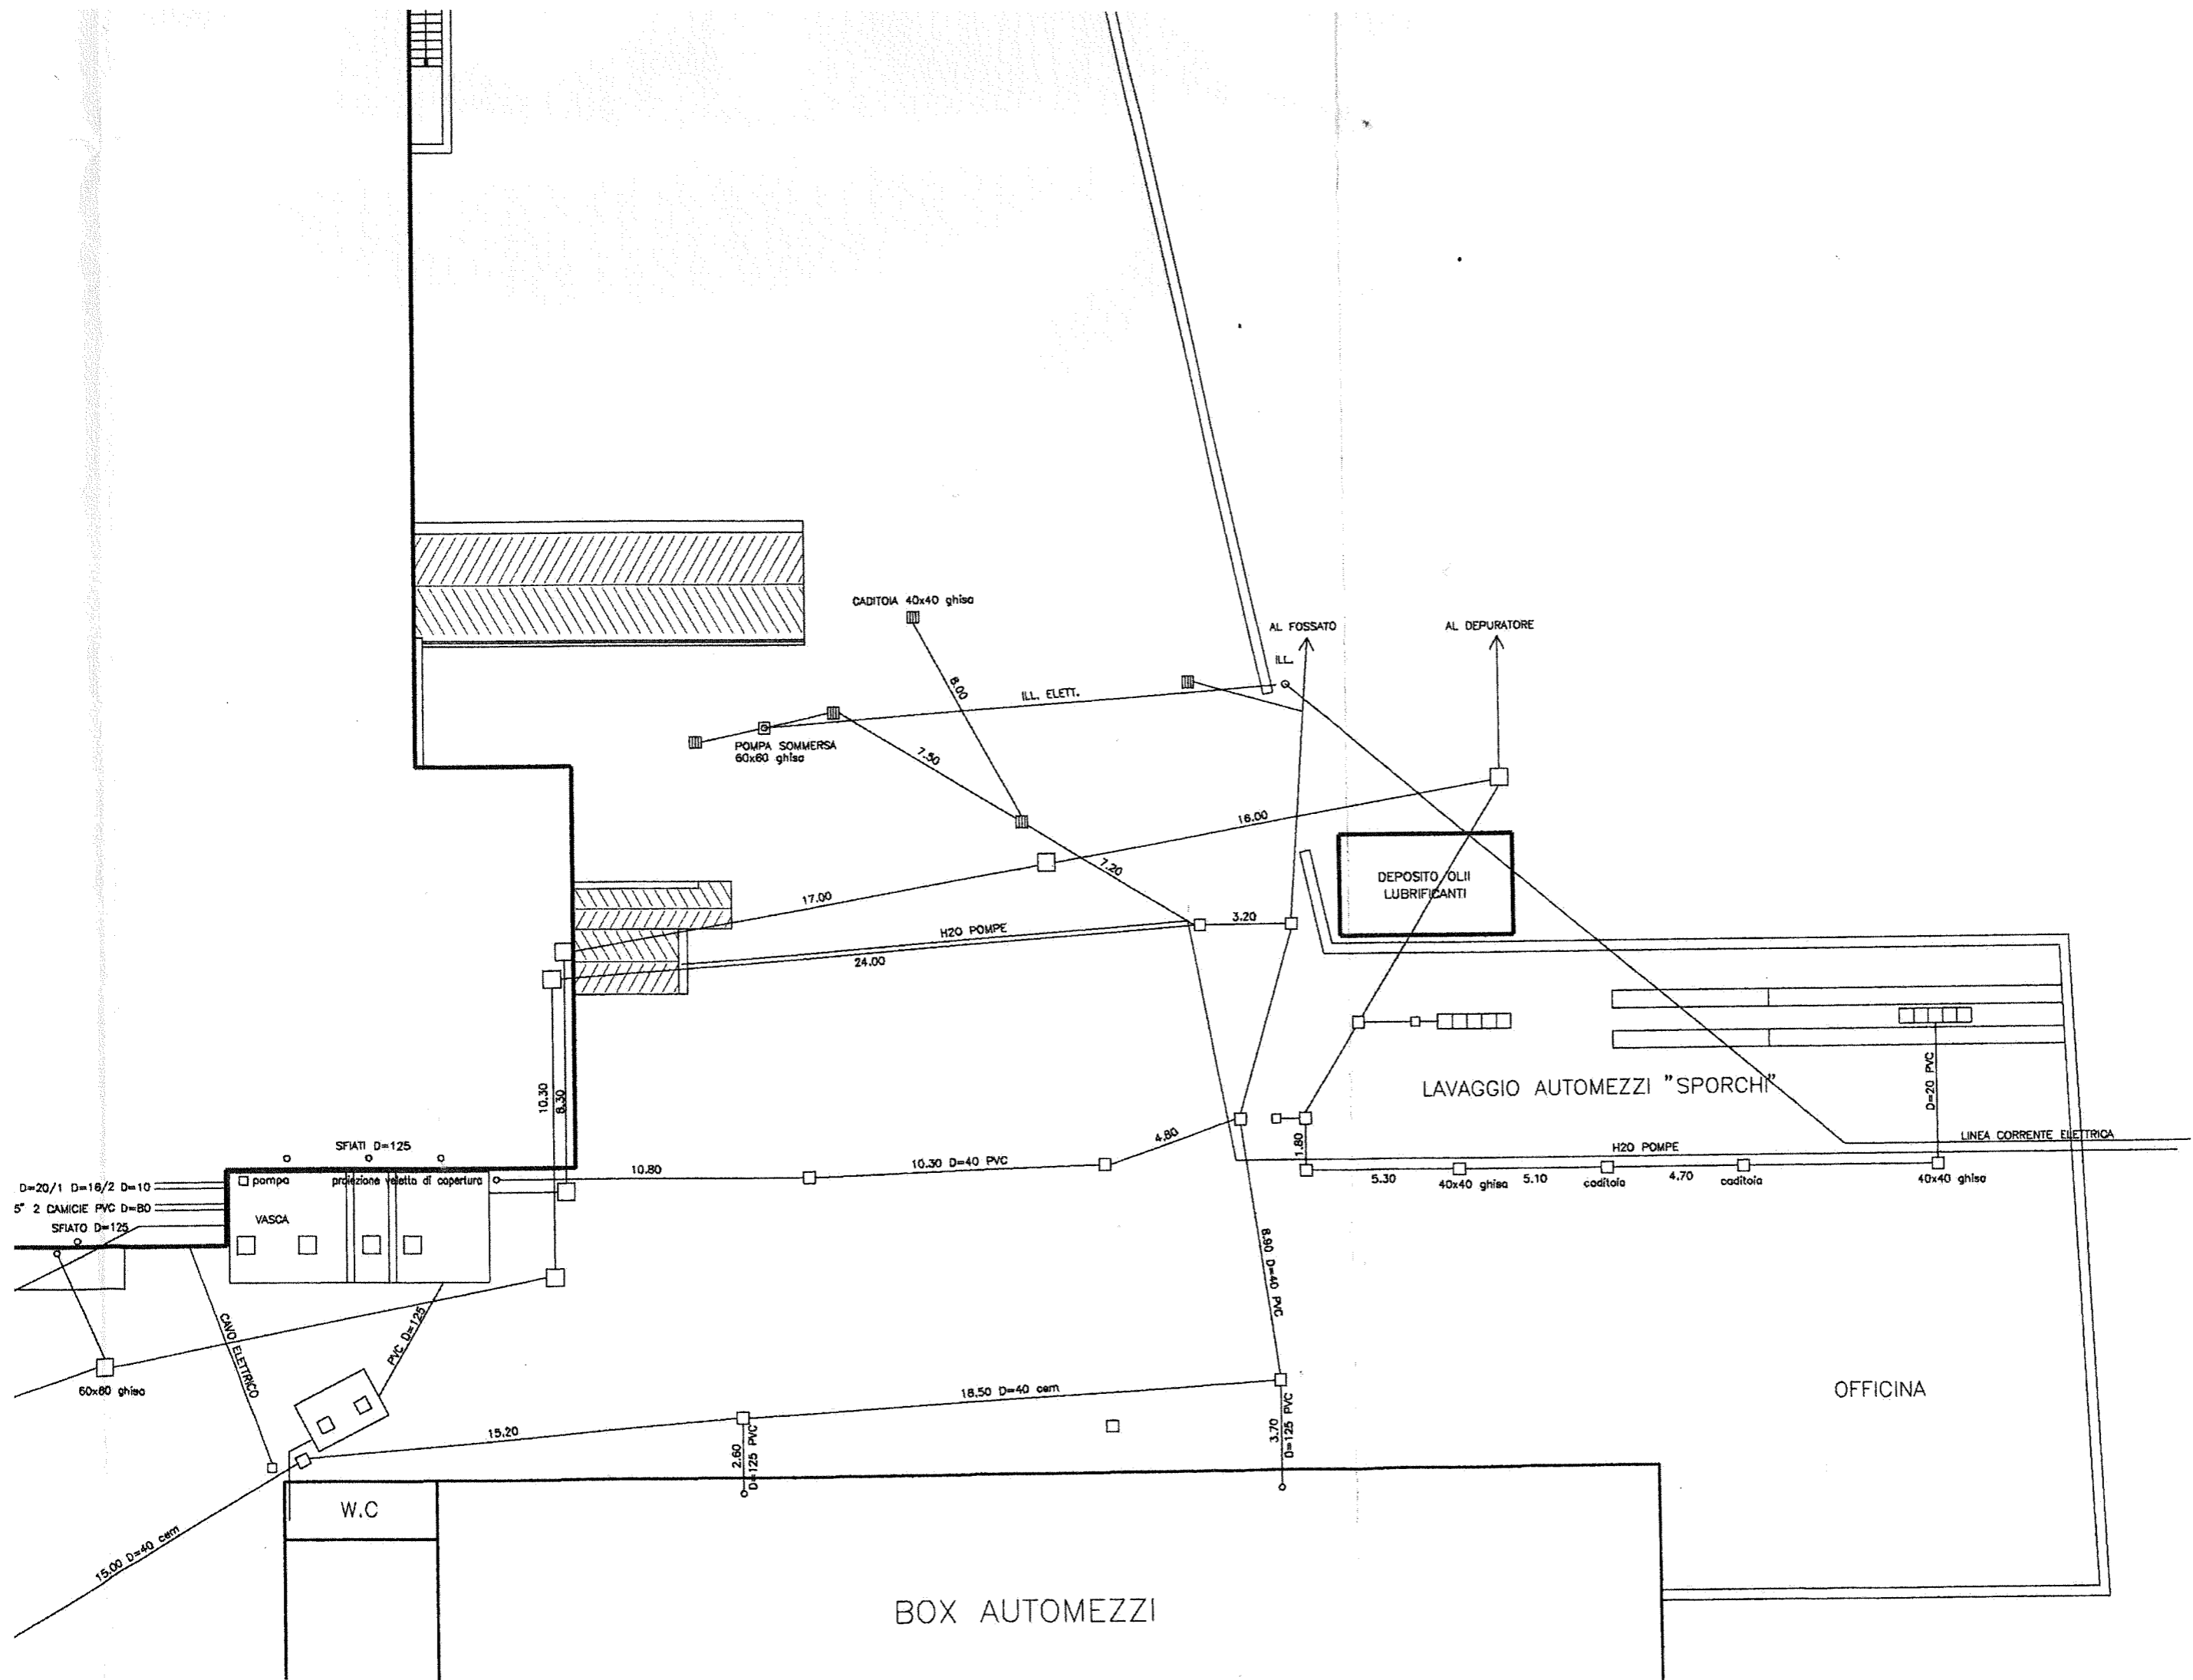 CADITOIA 40x40 ghisa
AL FOSSATO
AL DEPURATORE
ILL.
8.00
ILL. ELETT.
POMPA SOMMERSA
60x60 ghisa
7.50
16.00
7.20
DEPOSITO OLII
LUBRIFICANTI
17.00
3.20
H2O POMPE
24.00
10.30
8.30
LAVAGGIO AUTOMEZZI "SPORCHI"
D=20 PVC
SFIATI D=125
4.80
1.80
LINEA CORRENTE ELETTRICA
H2O POMPE
10.80
10.30 D=40 PVC
5.30
40x40 ghisa
5.10
caditoia
4.70
caditoia
40x40 ghisa
D=20/1 D=16/2 D=10
pompa
proiezione veletta di copertura
5" 2 CAMICIE PVC D=80
VASCA
SFIATO D=125
8.90 D=40 PVC
CAVO ELETTRICO
PVC D=125
60x60 ghisa
18.50 D=40 cem
OFFICINA
15.20
2.60
D=125 PVC
3.70
D=125 PVC
W.C
15.00 D=40 cem
BOX AUTOMEZZI